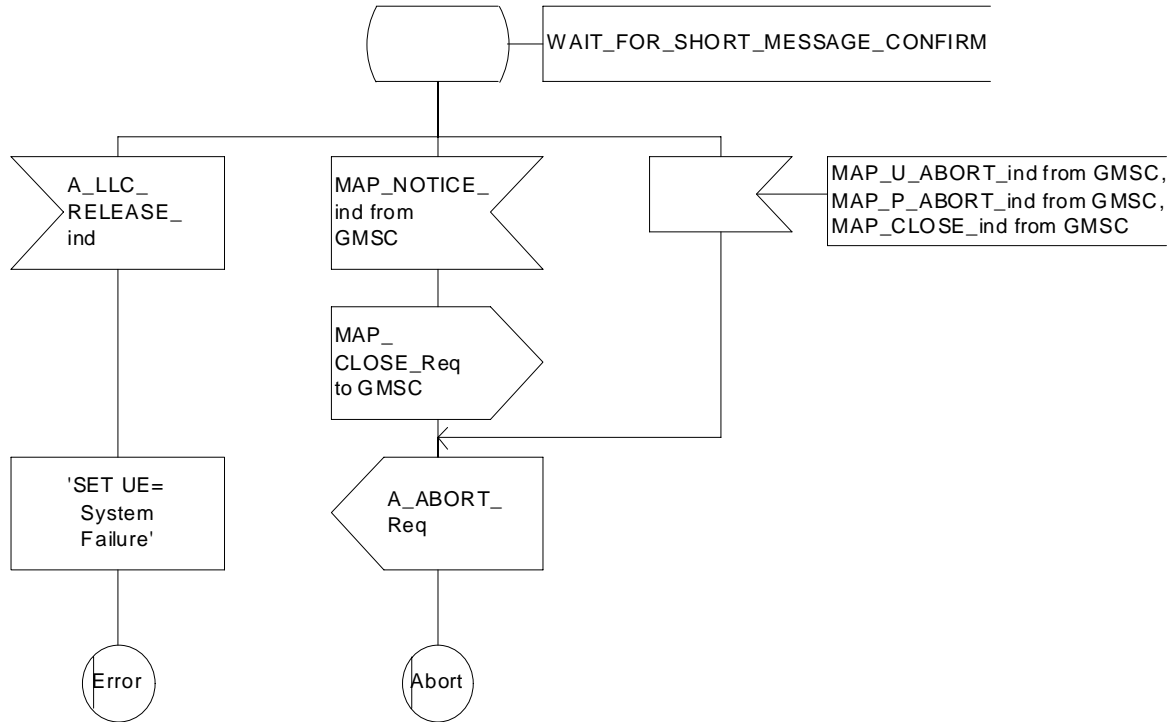 WAIT_FOR_SHORT_MESSAGE_CONFIRM
A_LLC_
RELEASE_
ind
MAP_NOTICE_
ind from
GMSC
MAP_U_ABORT_ind from GMSC,
MAP_P_ABORT_ind from GMSC,
MAP_CLOSE_ind from GMSC
MAP_
CLOSE_Req
to GMSC
'SET UE=
System
Failure'
A_ABORT_
Req
Error
Abort